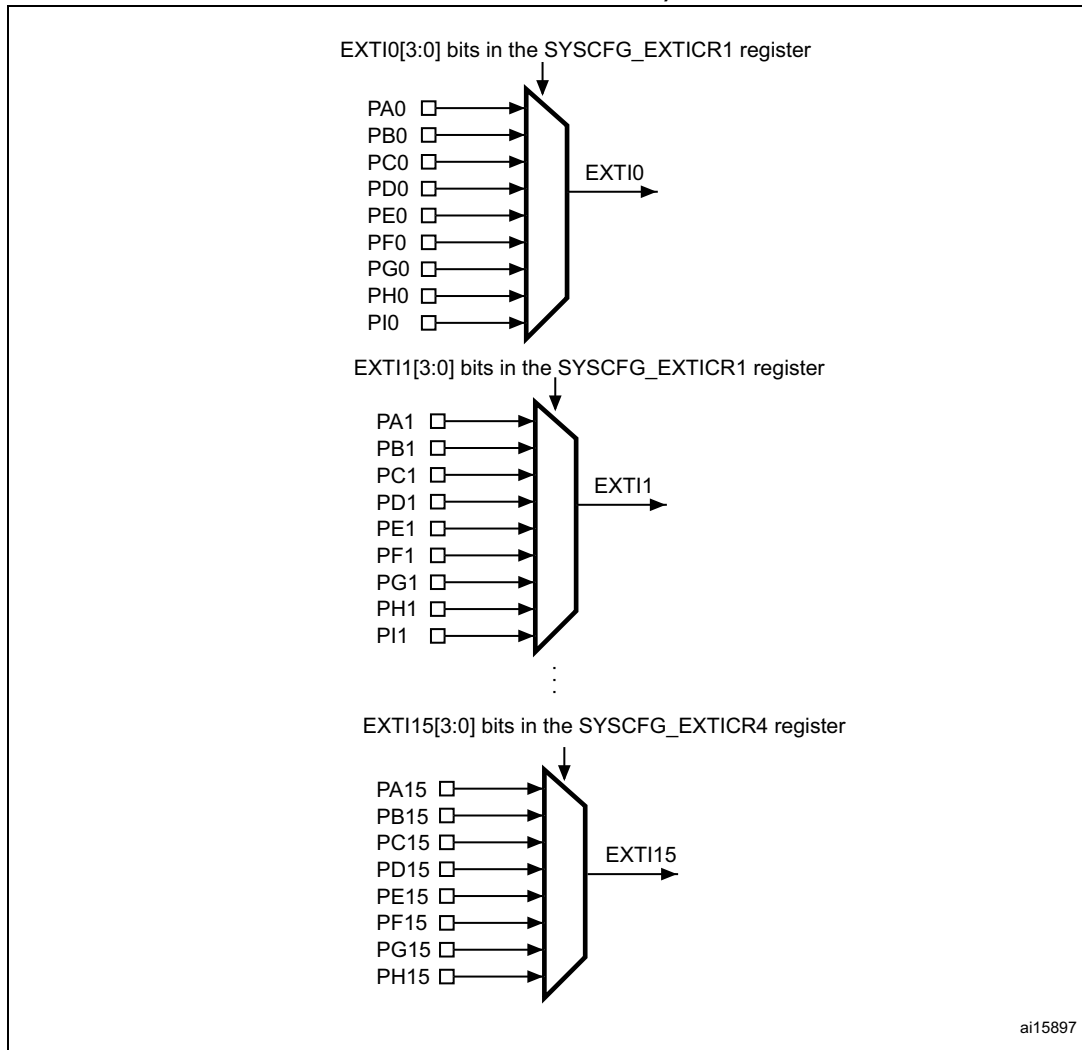 EXTI0[3:0] bits in the SYSCFG_EXTICR1 register
PA0
PB0
PC0
PD0
EXTI0
PE0
PF0
PG0
PH0
PI0
EXTI1[3:0] bits in the SYSCFG_EXTICR1 register
PA1
PB1
PC1
PD1
EXTI1
PE1
PF1
PG1
PH1
PI1
EXTI15[3:0] bits in the SYSCFG_EXTICR4 register
PA15
PB15
PC15
PD15
EXTI15
PE15
PF15
PG15
PH15
ai15897